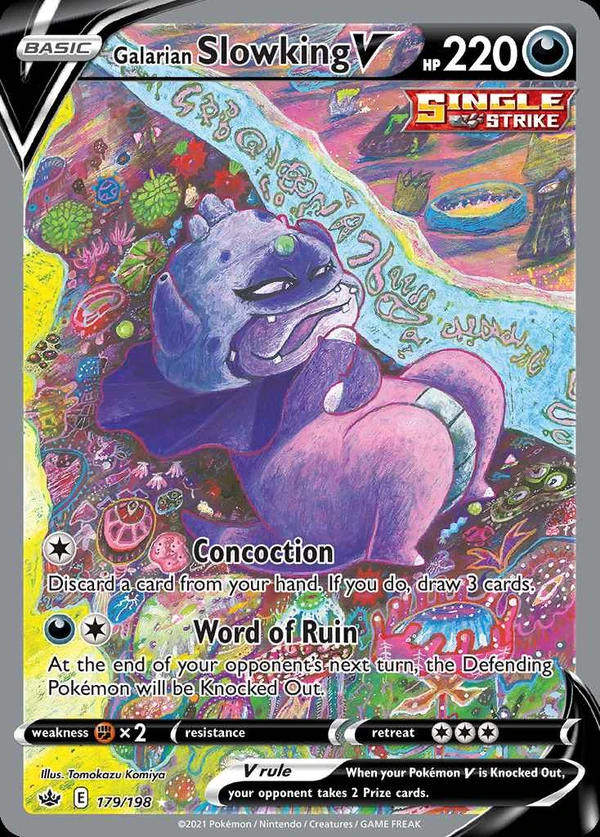 BASIC Galarian Slowking V HP 220
SINGLE
STRIKE
Concoction
Discard a card from your hand. If you do, draw 3 cards.
Word of Ruin
At the end of your opponent's next turn, the Defending
Pokémon will be Knocked Out.
weakness ×2 resistance retreat
Illus. Tomokazu Komiya
V rule When your Pokémon V is Knocked Out,
your opponent takes 2 Prize cards.
E 179/198
©2021 Pokémon / Nintendo / Creatures / GAME FREAK